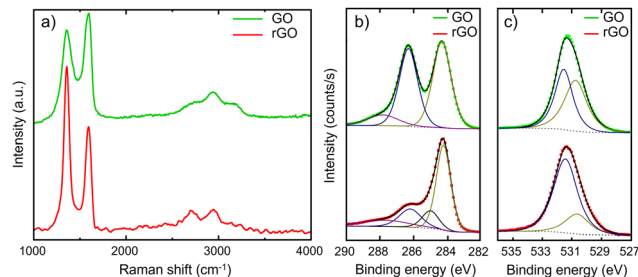 a)
GO
rGO
Intensity (a.u.)
1000 2000 3000 4000
Raman shift (cm⁻¹)
b)
GO
rGO
Intensity (counts/s)
290 288 286 284 282
Binding energy (eV)
c)
GO
rGO
535 533 531 529 527
Binding energy (eV)